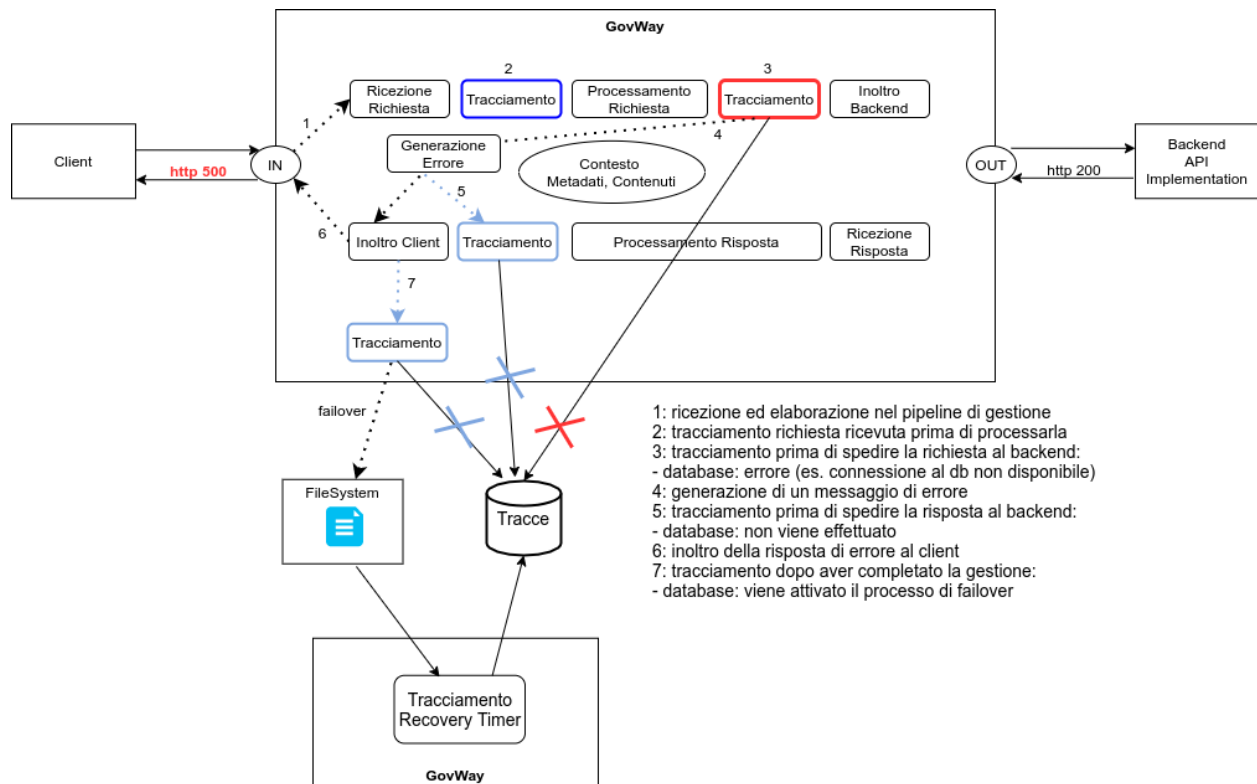 GovWay
2
3
Ricezione
Richiesta
Tracciamento
Processamento
Richiesta
Tracciamento
Inoltro
Backend
1
4
Client
http 500
IN
Generazione
Errore
Contesto
Metadati, Contenuti
OUT
http 200
Backend
API
Implementation
5
6
Inoltro Client
Tracciamento
Processamento Risposta
Ricezione
Risposta
7
Tracciamento
failover
FileSystem
Tracce
1: ricezione ed elaborazione nel pipeline di gestione
2: tracciamento richiesta ricevuta prima di processarla
3: tracciamento prima di spedire la richiesta al backend:
- database: errore (es. connessione al db non disponibile)
4: generazione di un messaggio di errore
5: tracciamento prima di spedire la risposta al backend:
- database: non viene effettuato
6: inoltro della risposta di errore al client
7: tracciamento dopo aver completato la gestione:
- database: viene attivato il processo di failover
Tracciamento
Recovery Timer
GovWay